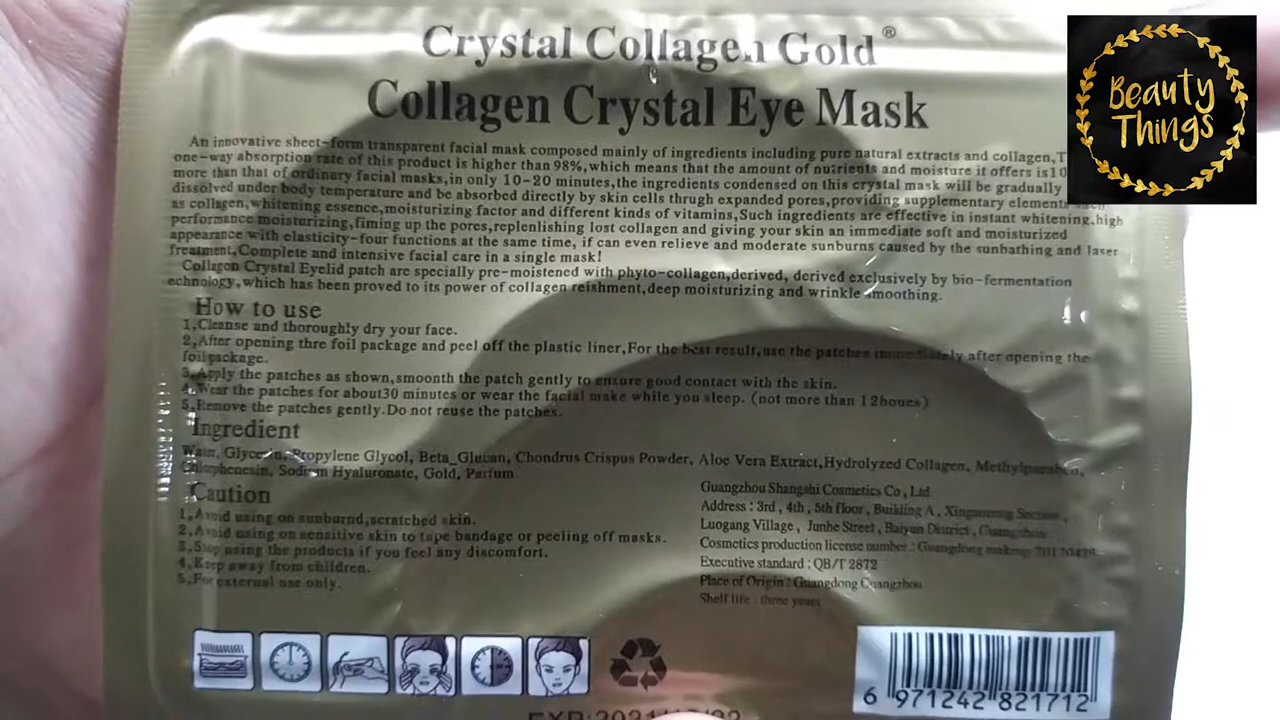 Crystal Collagen Gold®
Collagen Crystal Eye Mask
Beauty
Things
An innovative sheet-form transparent facial mask composed mainly of ingredients including pure natural extracts and collagen,T
one-way absorption rate of this product is higher than 98%,which means that the amount of nutrients and moisture it offers is10
more than that of ordinary facial masks,in only 10-20 minutes,the ingredients condensed on this crystal mask will be gradually
dissolved under body temperature and be absorbed directly by skin cells thrugh expanded pores,providing supplementary elements such
as collagen,whitening essence,moisturizing factor and different kinds of vitamins,Such ingredients are effective in instant whitening,high
performance moisturizing,fiming up the pores,replenlishing lost collagen and giving your skin an immediate soft and moisturized
appearance with elasticity-four functions at the same time, if can even relieve and moderate sunburns caused by the sunbathing and laser
treatment,Complete and intensive facial care in a single mask!
Collagen Crystal Eyelid patch are specially pre-moistened with phyto-collagen,derived, derived exclusively by bio-fermentation
echnology,which has been proved to its power of collagen reishment,deep moisturizing and wrinkle smoothing.
How to use
1,Cleanse and thoroughly dry your face.
2,After opening thre foil package and peel off the plastic liner,For the best result,use the patches immediately after opening the
foil package.
3,Apply the patches as shown,smoonth the patch gently to ensure good contact with the skin.
4,Wear the patches for about30 minutes or wear the facial make while you sleep. (not more than 12houes)
5,Remove the patches gently.Do not reuse the patches.
Ingredient
Glycerin, Propylene Glycol, Beta_Glucan, Chondrus Crispus Powder, Aloe Vera Extract,Hydrolyzed Collagen, Methylparaben,
Chlorphenesin, Sodium Hyaluronate, Gold, Parfum
Caution
1,Avoid using on sunburnd,scratched skin.
2,Avoid using on sensitive skin to tape bandage or peeling off masks.
3,Stop using the products if you feel any discomfort.
4,Keep away from children.
5,For external use only.
Guangzhou Shangshi Cosmetics Co , Ltd
Address : 3rd , 4th , 5th floor , Building A , Section ,
Luogang Village , Junhe Street , Baiyun District , Guangzhou
Cosmetics production license number : Guangdong makeup
Executive standard : QB/T 2872
Place of Origin : Guangdong Guangzhou
Shelf life : three years
6 971242 821712